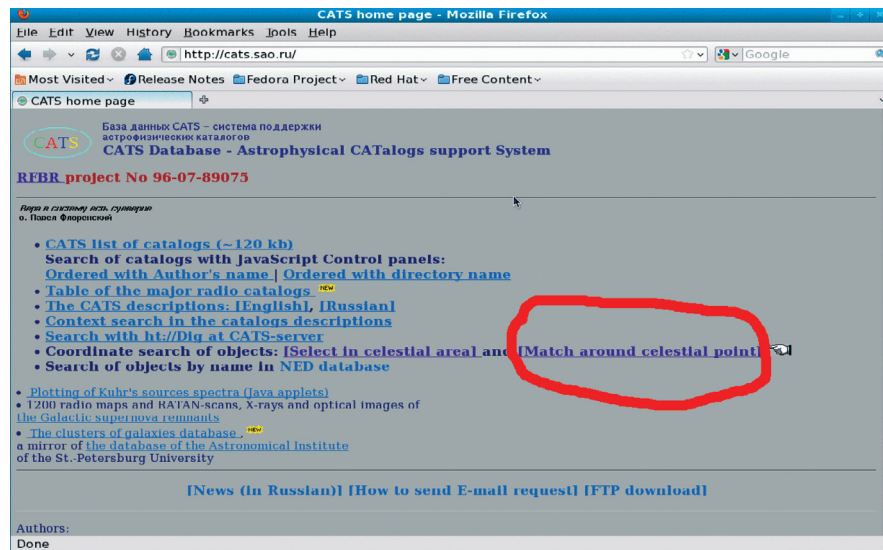 CATS home page - Mozilla Firefox
File Edit View History Bookmarks Tools Help
http://cats.sao.ru/ Google
Most Visited Release Notes Fedora Project Red Hat Free Content
CATS home page
CATS
База данных CATS – система поддержки
астрофизических каталогов
CATS Database - Astrophysical CATalogs support System
RFBR project No 96-07-89075
Вера в систему есть суеверие
о. Павел Флоренский
• CATS list of catalogs (~120 kb)
Search of catalogs with JavaScript Control panels:
Ordered with Author's name | Ordered with directory name
• Table of the major radio catalogs NEW
• The CATS descriptions: [English], [Russian]
• Context search in the catalogs descriptions
• Search with ht://Dig at CATS-server
• Coordinate search of objects: [Select in celestial area] and [Match around celestial point]
• Search of objects by name in NED database
• Plotting of Kuhr's sources spectra (Java applets)
• 1200 radio maps and RATAN-scans, X-rays and optical images of
the Galactic supernova remnants
• The clusters of galaxies database , NEW
a mirror of the database of the Astronomical Institute
of the St.-Petersburg University
[News (in Russian)] [How to send E-mail request] [FTP download]
Authors:
Done